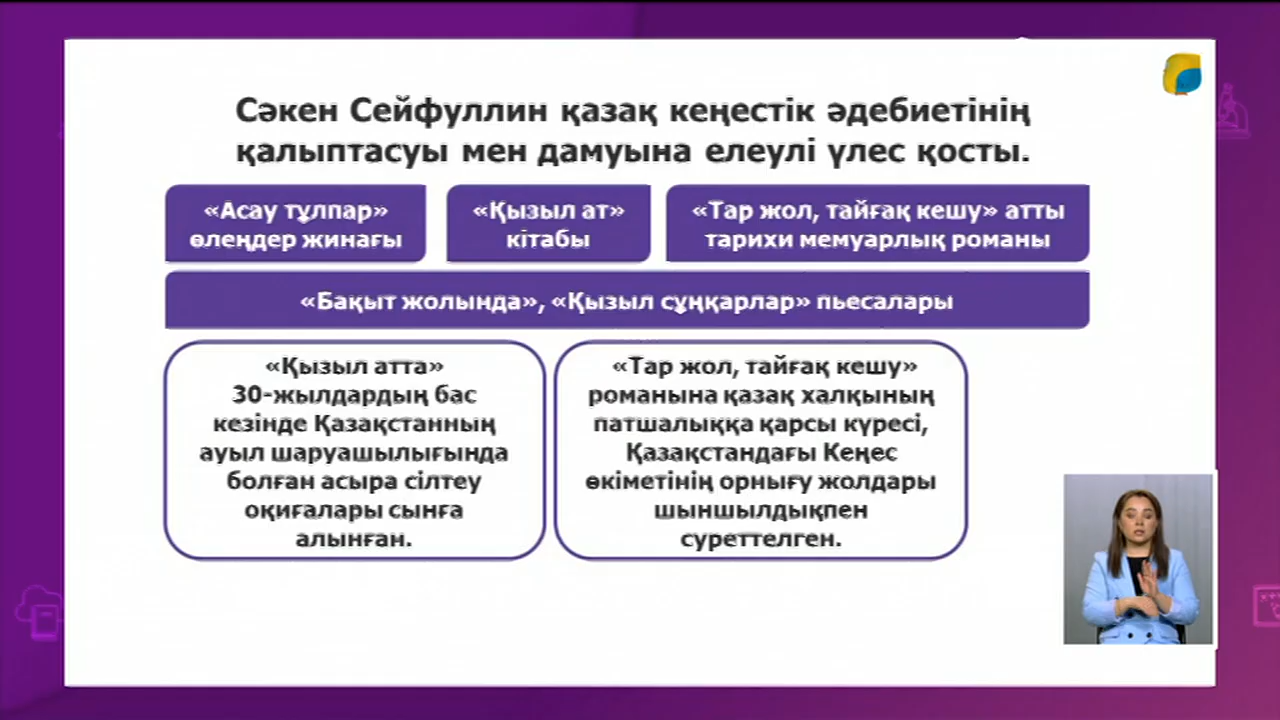 Сәкен Сейфуллин қазақ кеңестік әдебиетінің
қалыптасуы мен дамуына елеулі үлес қосты.
«Асау тұлпар»
өлеңдер жинағы
«Қызыл ат»
кітабы
«Тар жол, тайғақ кешу» атты
тарихи мемуарлық романы
«Бақыт жолында», «Қызыл сұңқарлар» пьесалары
«Қызыл атта»
30-жылдардың бас
кезінде Қазақстанның
ауыл шаруашылығында
болған асыра сілтеу
оқиғалары сынға
алынған.
«Тар жол, тайғақ кешу»
романына қазақ халқының
патшалыққа қарсы күресі,
Қазақстандағы Кеңес
өкіметінің орнығу жолдары
шыншылдықпен
суреттелген.